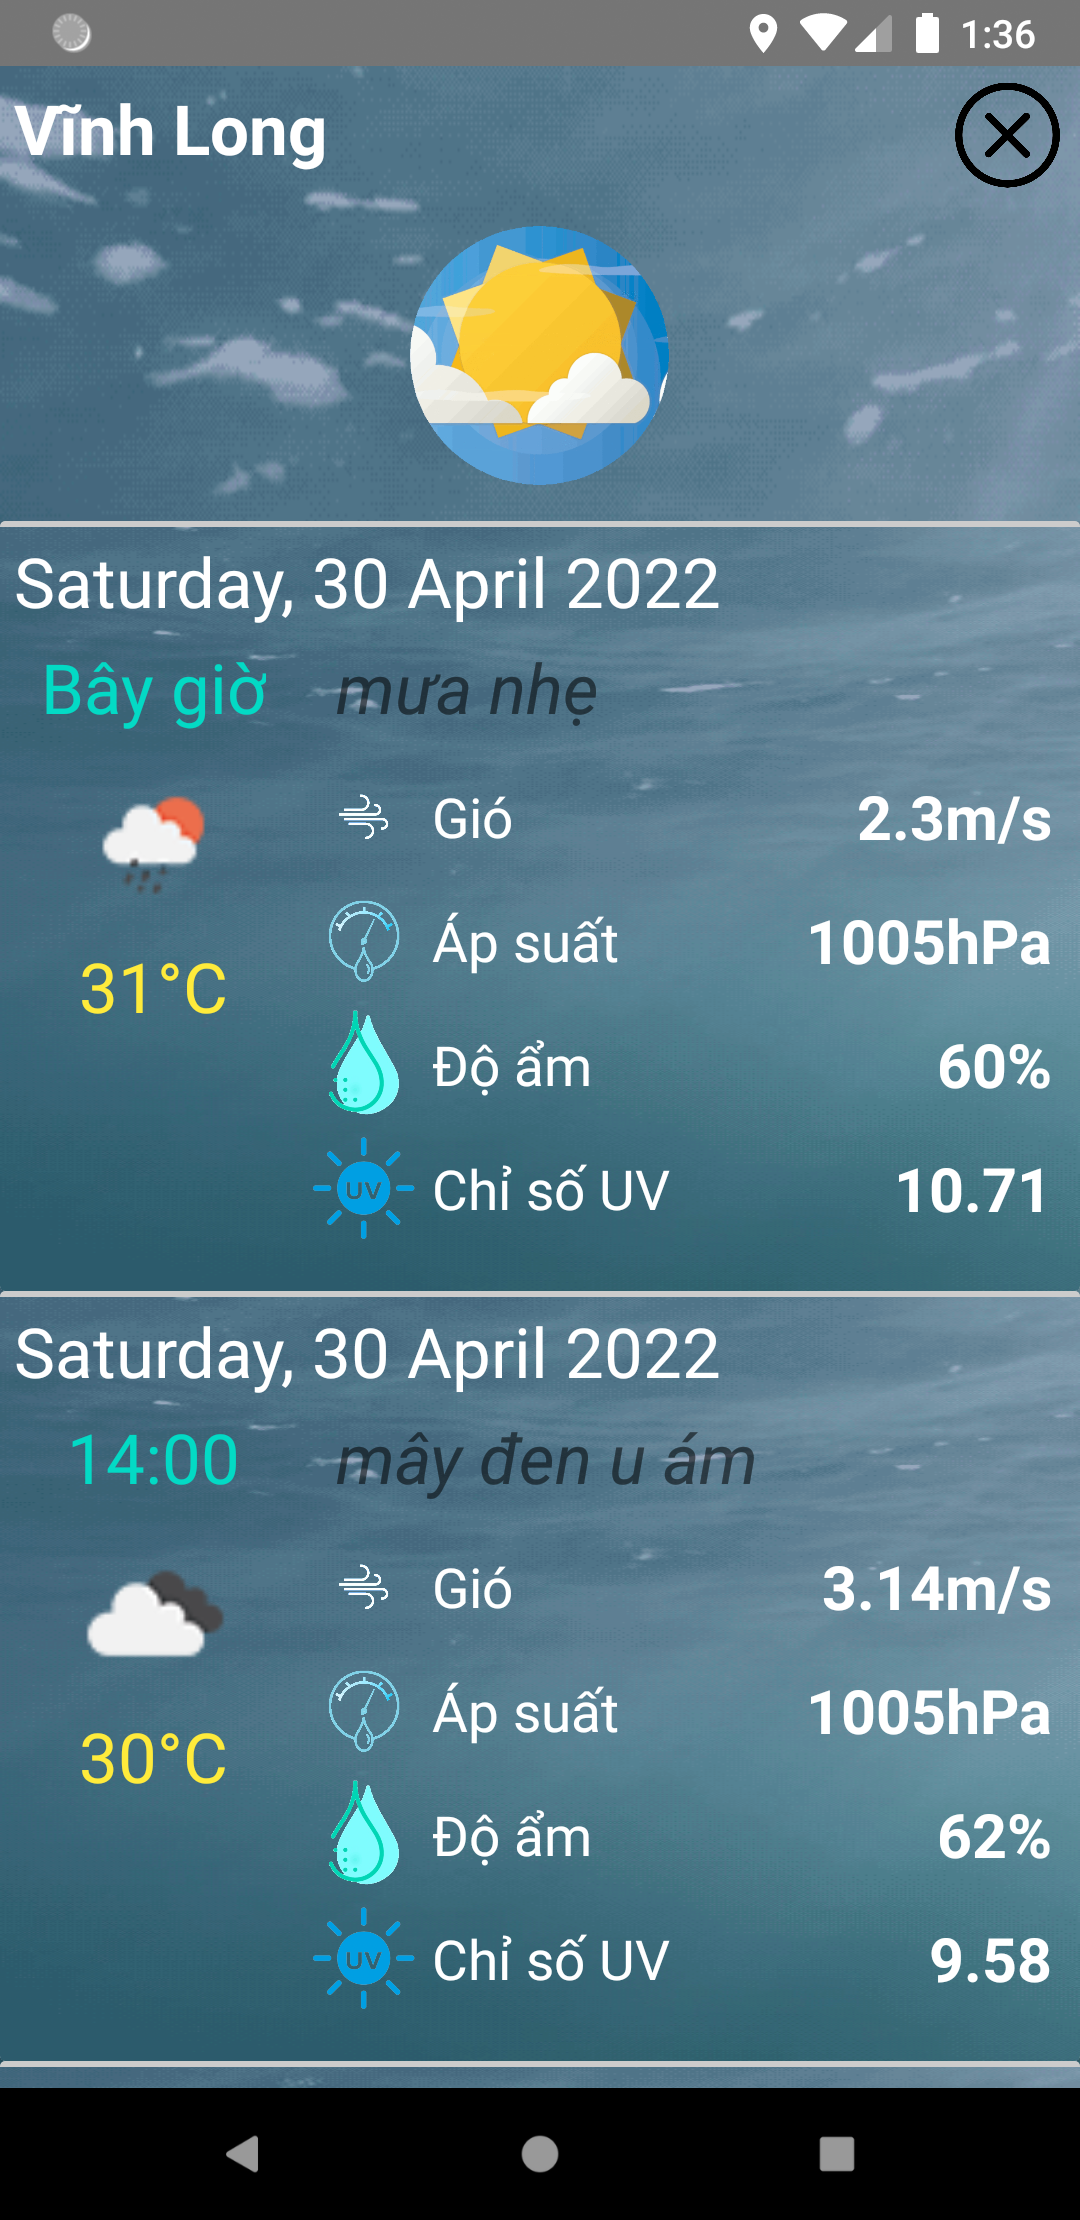 1:36
Vĩnh Long
Saturday, 30 April 2022
Bây giờ mưa nhẹ
Gió 2.3m/s
Áp suất 1005hPa
31°C
Độ ẩm 60%
UV Chỉ số UV 10.71
Saturday, 30 April 2022
14:00 mây đen u ám
Gió 3.14m/s
Áp suất 1005hPa
30°C
Độ ẩm 62%
UV Chỉ số UV 9.58